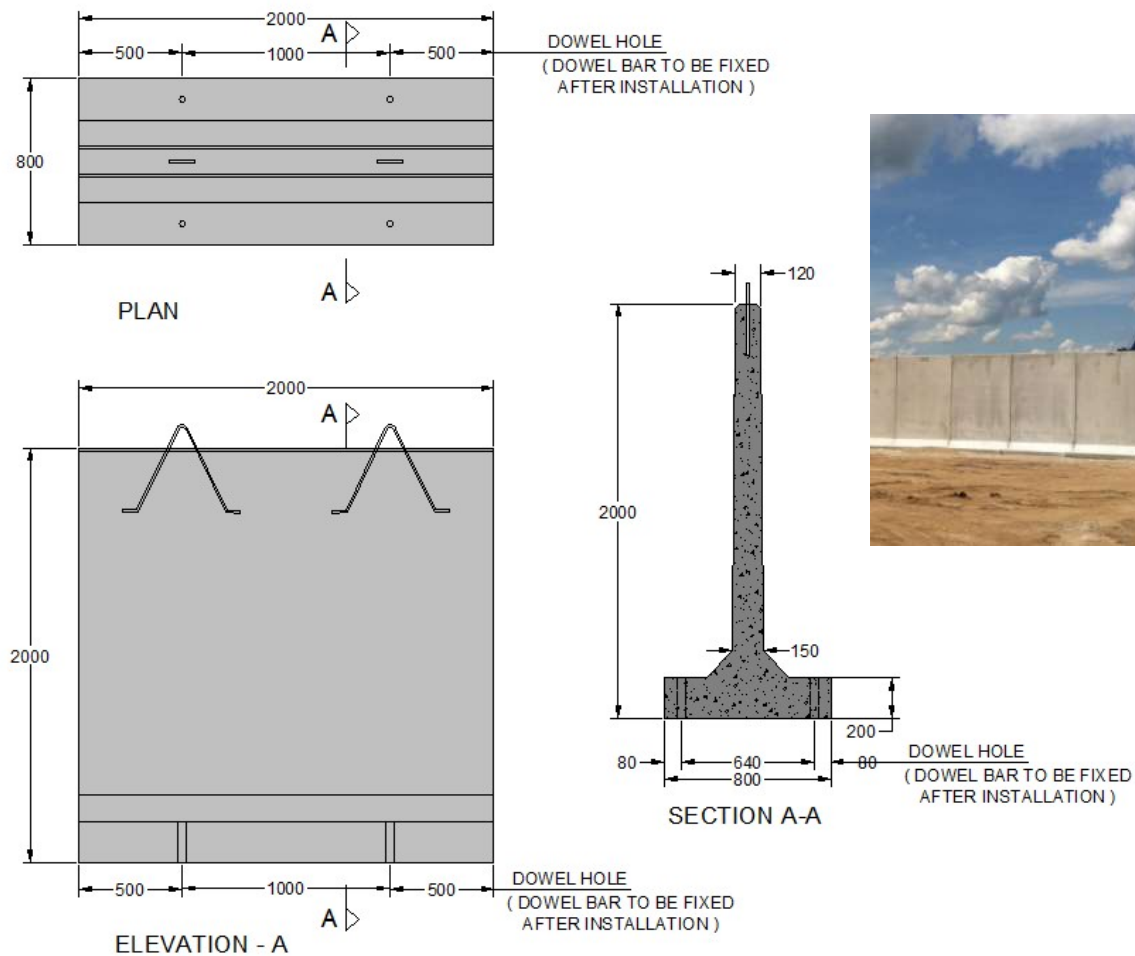 2000
A
500
1000
500
DOWEL HOLE
( DOWEL BAR TO BE FIXED
AFTER INSTALLATION )
800
A
PLAN
2000
A
2000
500
1000
500
A
DOWEL HOLE
( DOWEL BAR TO BE FIXED
AFTER INSTALLATION )
ELEVATION - A
120
2000
150
200
80
640
80
800
DOWEL HOLE
( DOWEL BAR TO BE FIXED
AFTER INSTALLATION )
SECTION A-A